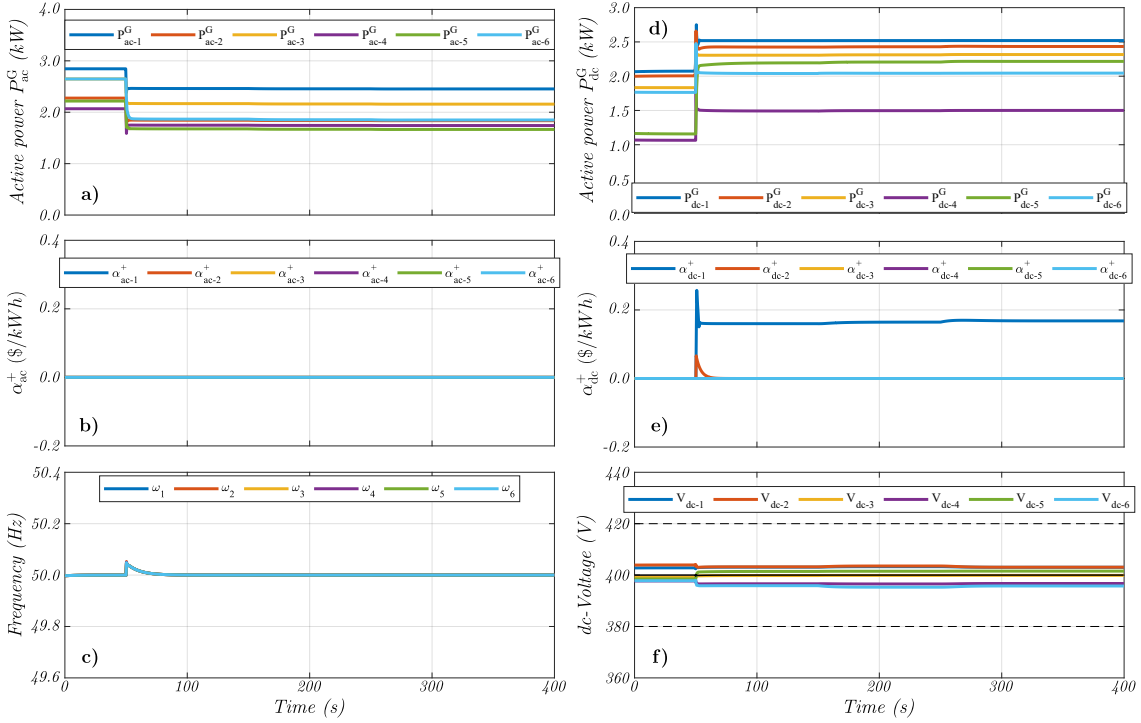 4.0
3.0
2.0
1.0
0.0
Active power P^G_ac (kW)
P^G_ac-1 P^G_ac-2 P^G_ac-3 P^G_ac-4 P^G_ac-5 P^G_ac-6
a)
0.4
0.2
0.0
-0.2
α^+_ac ($/kWh)
α^+_ac-1 α^+_ac-2 α^+_ac-3 α^+_ac-4 α^+_ac-5 α^+_ac-6
b)
50.4
50.2
50.0
49.8
49.6
Frequency (Hz)
ω_1 ω_2 ω_3 ω_4 ω_5 ω_6
c)
0 100 200 300 400
Time (s)
3.0
2.5
2.0
1.5
1.0
0.5
0.0
Active power P^G_dc (kW)
d)
P^G_dc-1 P^G_dc-2 P^G_dc-3 P^G_dc-4 P^G_dc-5 P^G_dc-6
0.4
0.2
0.0
-0.2
α^+_dc ($/kWh)
α^+_dc-1 α^+_dc-2 α^+_dc-3 α^+_dc-4 α^+_dc-5 α^+_dc-6
e)
440
420
400
380
360
dc-Voltage (V)
V_dc-1 V_dc-2 V_dc-3 V_dc-4 V_dc-5 V_dc-6
f)
0 100 200 300 400
Time (s)